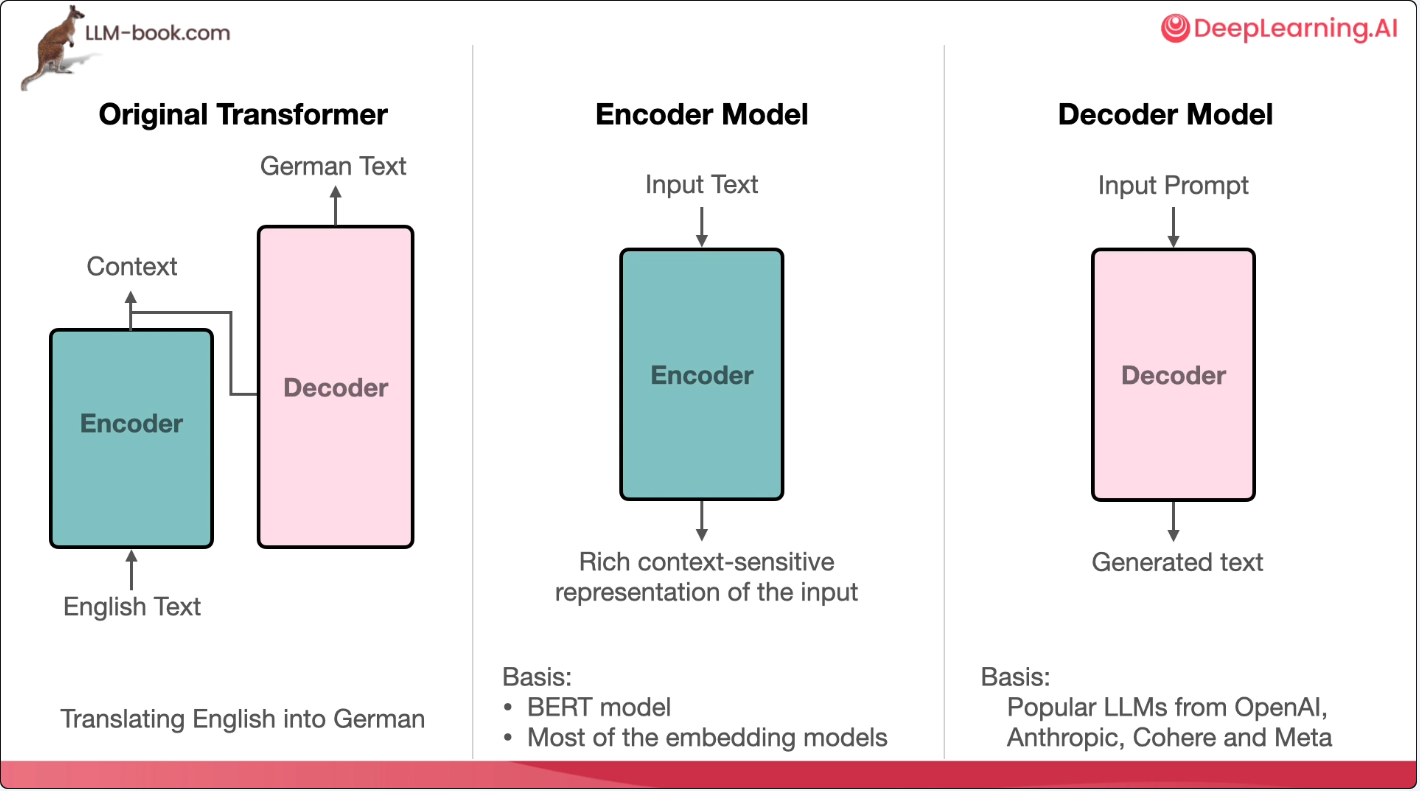 LLM-book.com
DeepLearning.AI
Original Transformer
German Text
Context
Encoder
Decoder
English Text
Translating English into German
Encoder Model
Input Text
Encoder
Rich context-sensitive
representation of the input
Basis:
• BERT model
• Most of the embedding models
Decoder Model
Input Prompt
Decoder
Generated text
Basis:
Popular LLMs from OpenAI,
Anthropic, Cohere and Meta